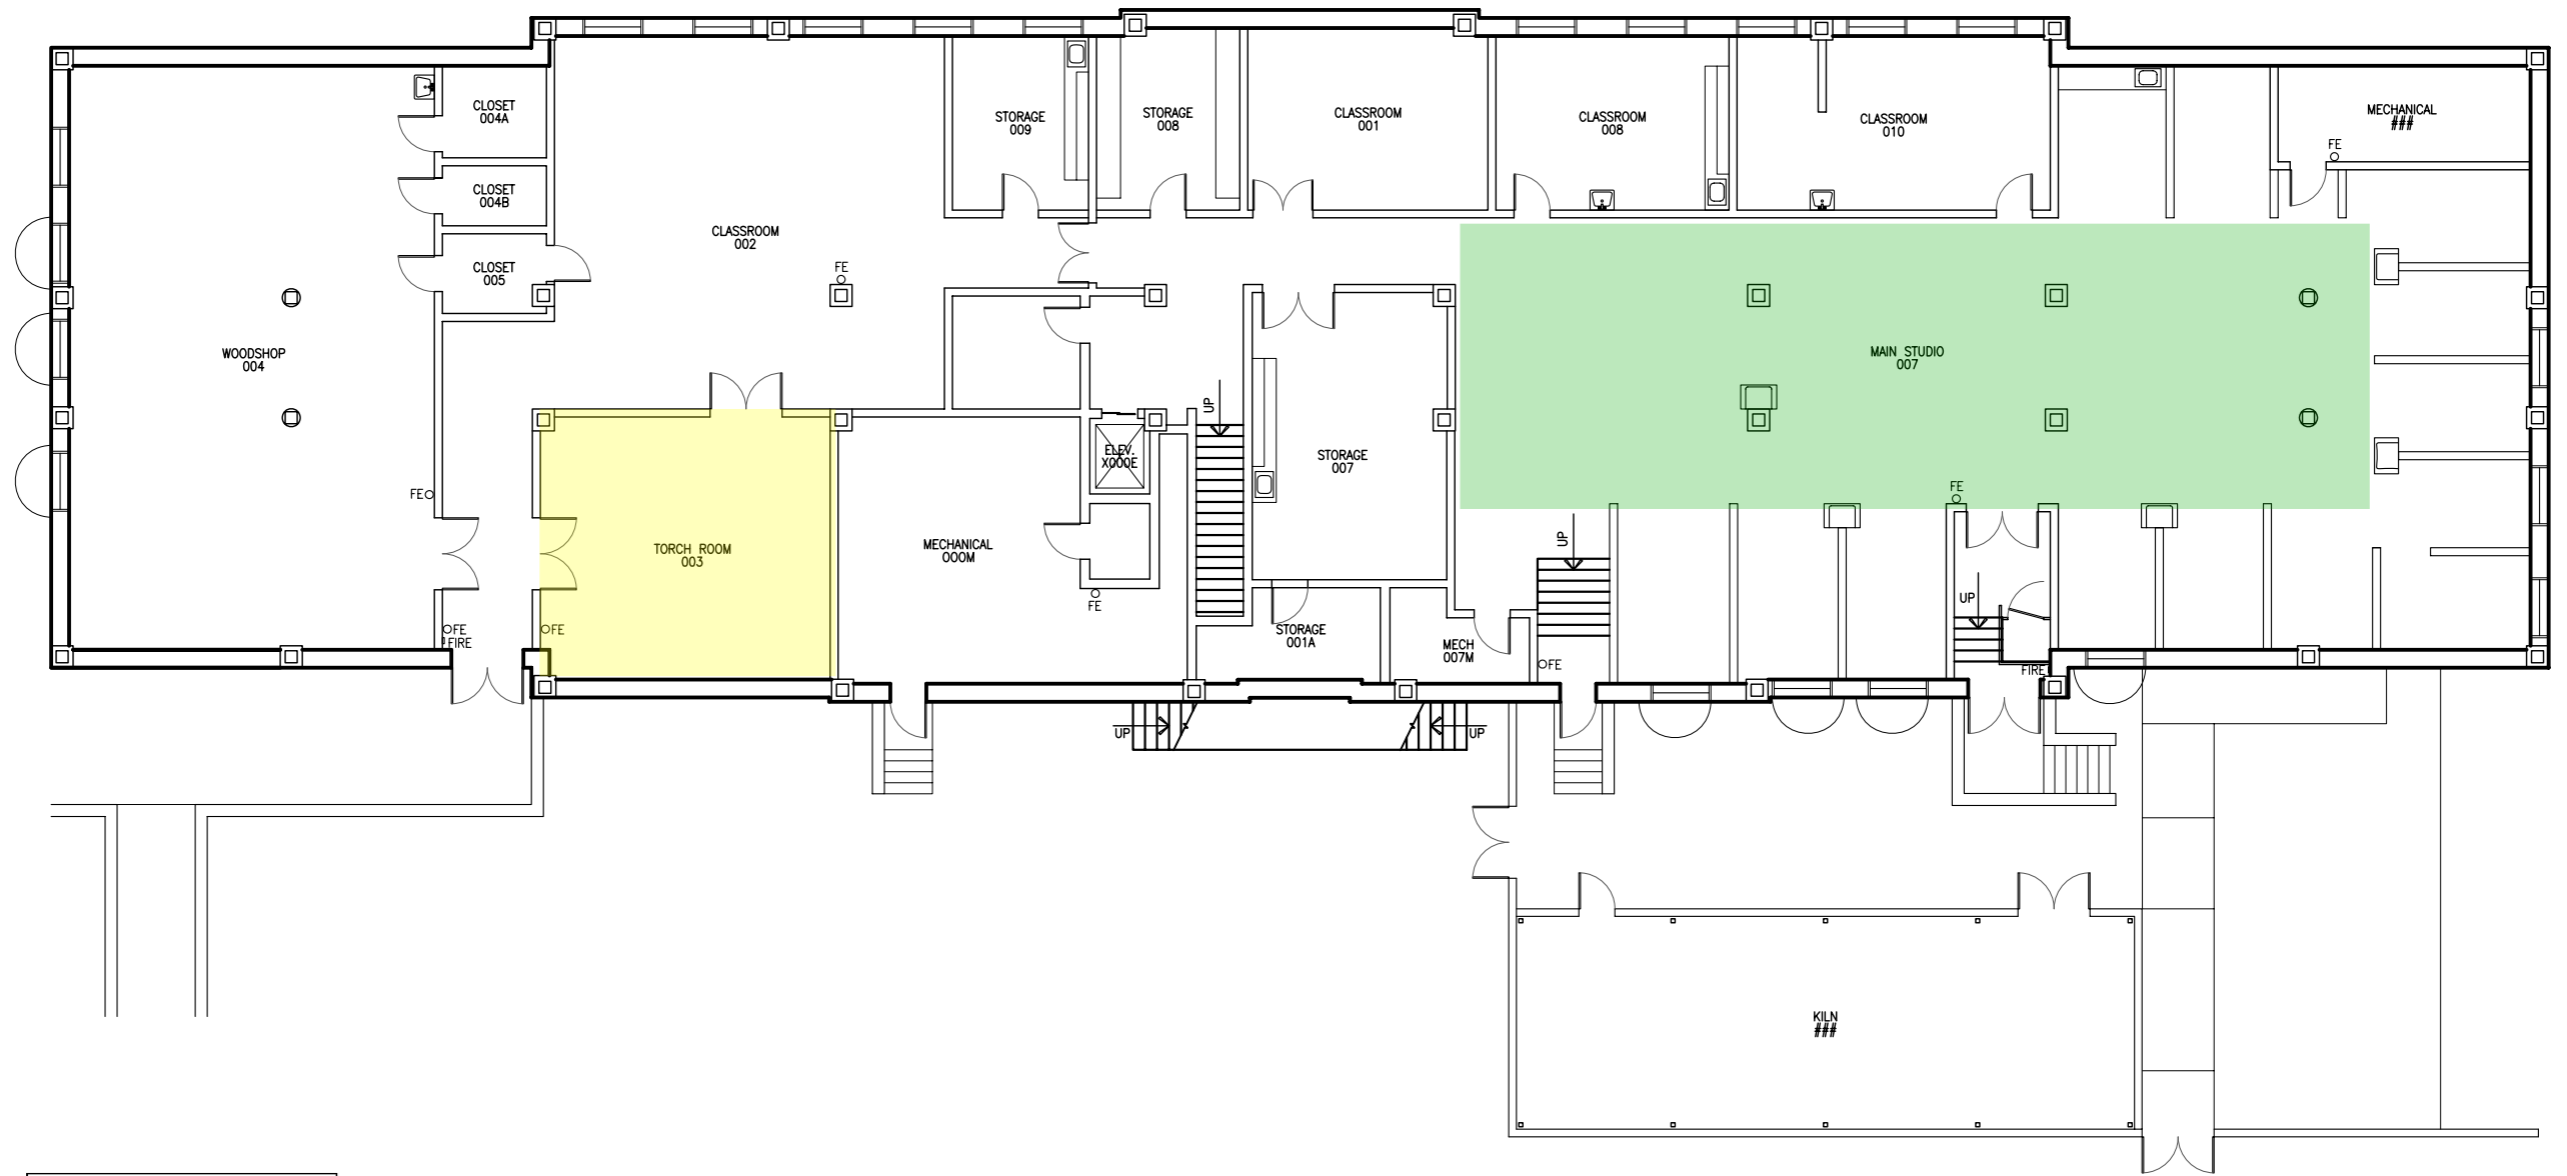 CLOSET
004A
STORAGE
009
STORAGE
008
CLASSROOM
001
CLASSROOM
008
CLASSROOM
010
MECHANICAL
###
FE
CLOSET
004B
CLASSROOM
002
CLOSET
005
FE
WOODSHOP
004
MAIN STUDIO
007
UP
ELEV.
X000E
STORAGE
007
FE
FE
TORCH ROOM
003
MECHANICAL
000M
UP
FE
UP
FE
FIRE
FE
STORAGE
001A
MECH
007M
FE
FIRE
UP
UP
KILN
###